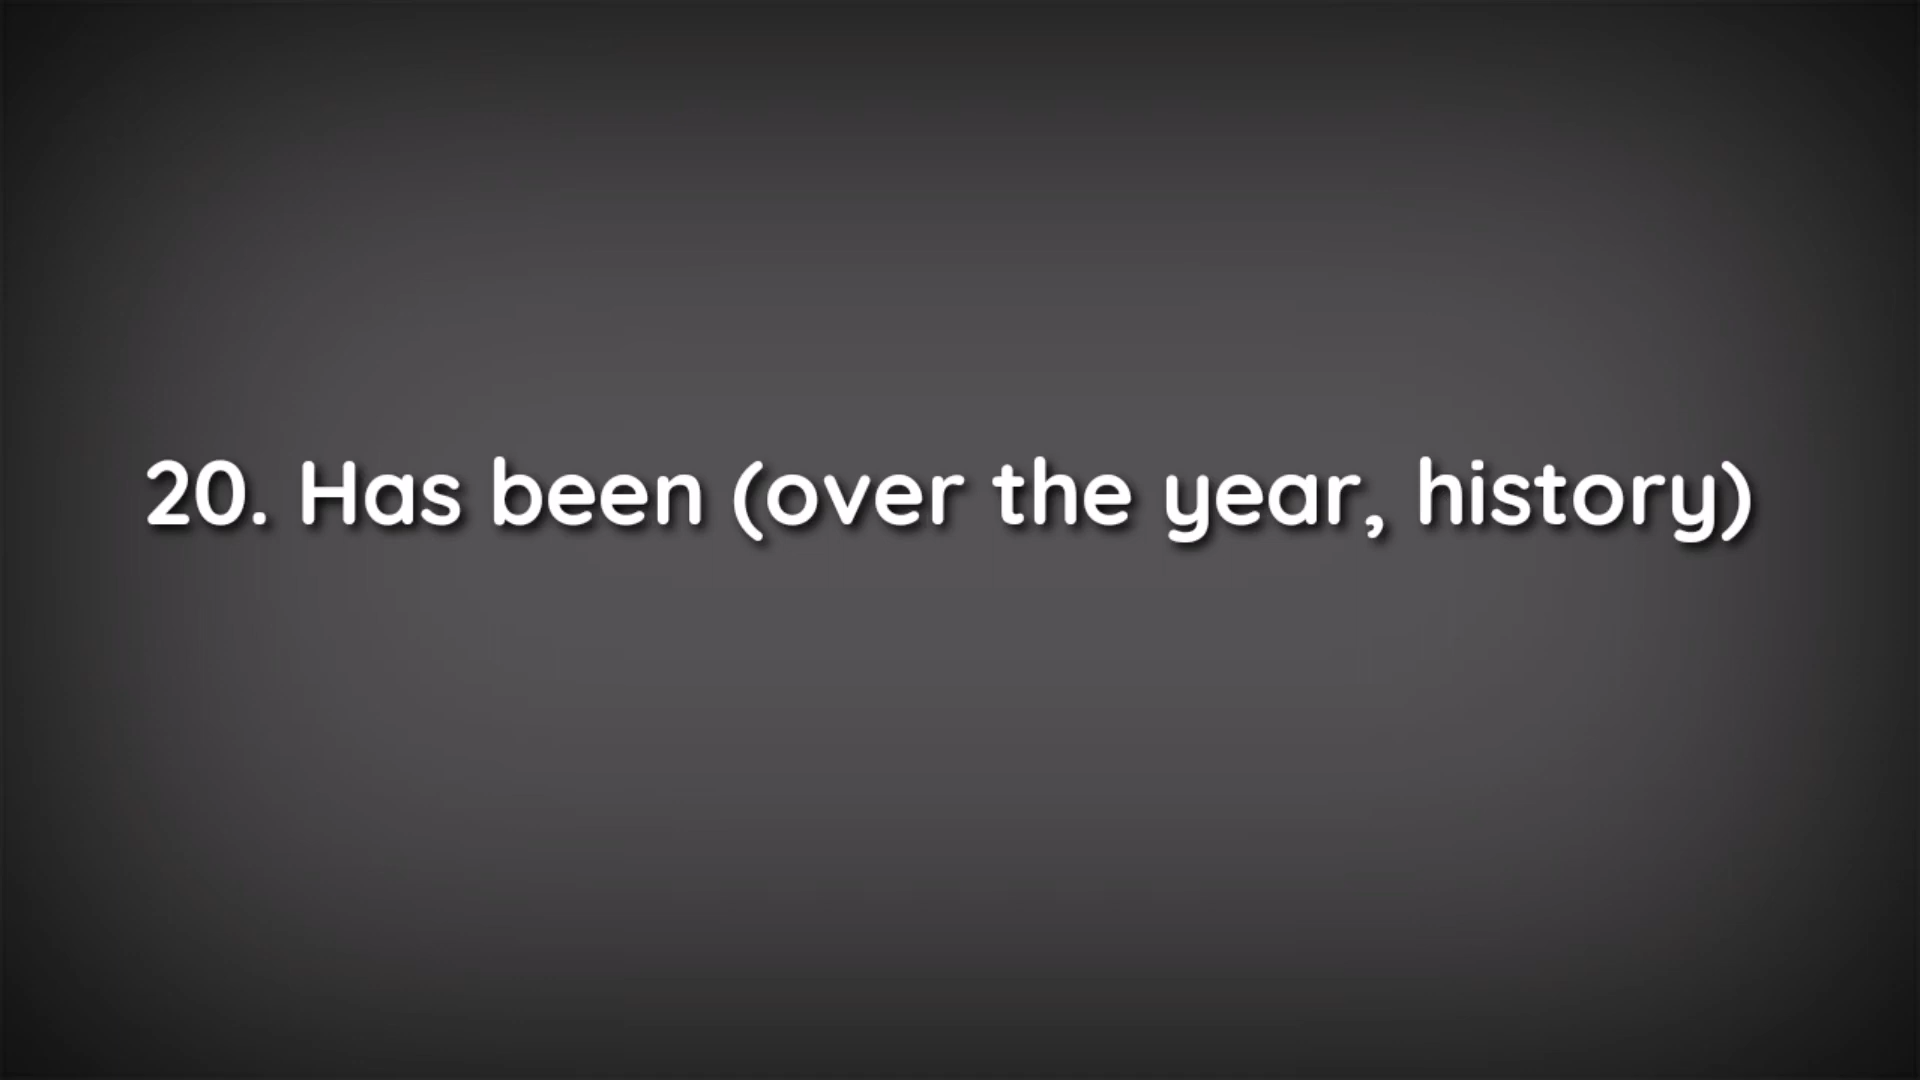 20. Has been (over the year, history)